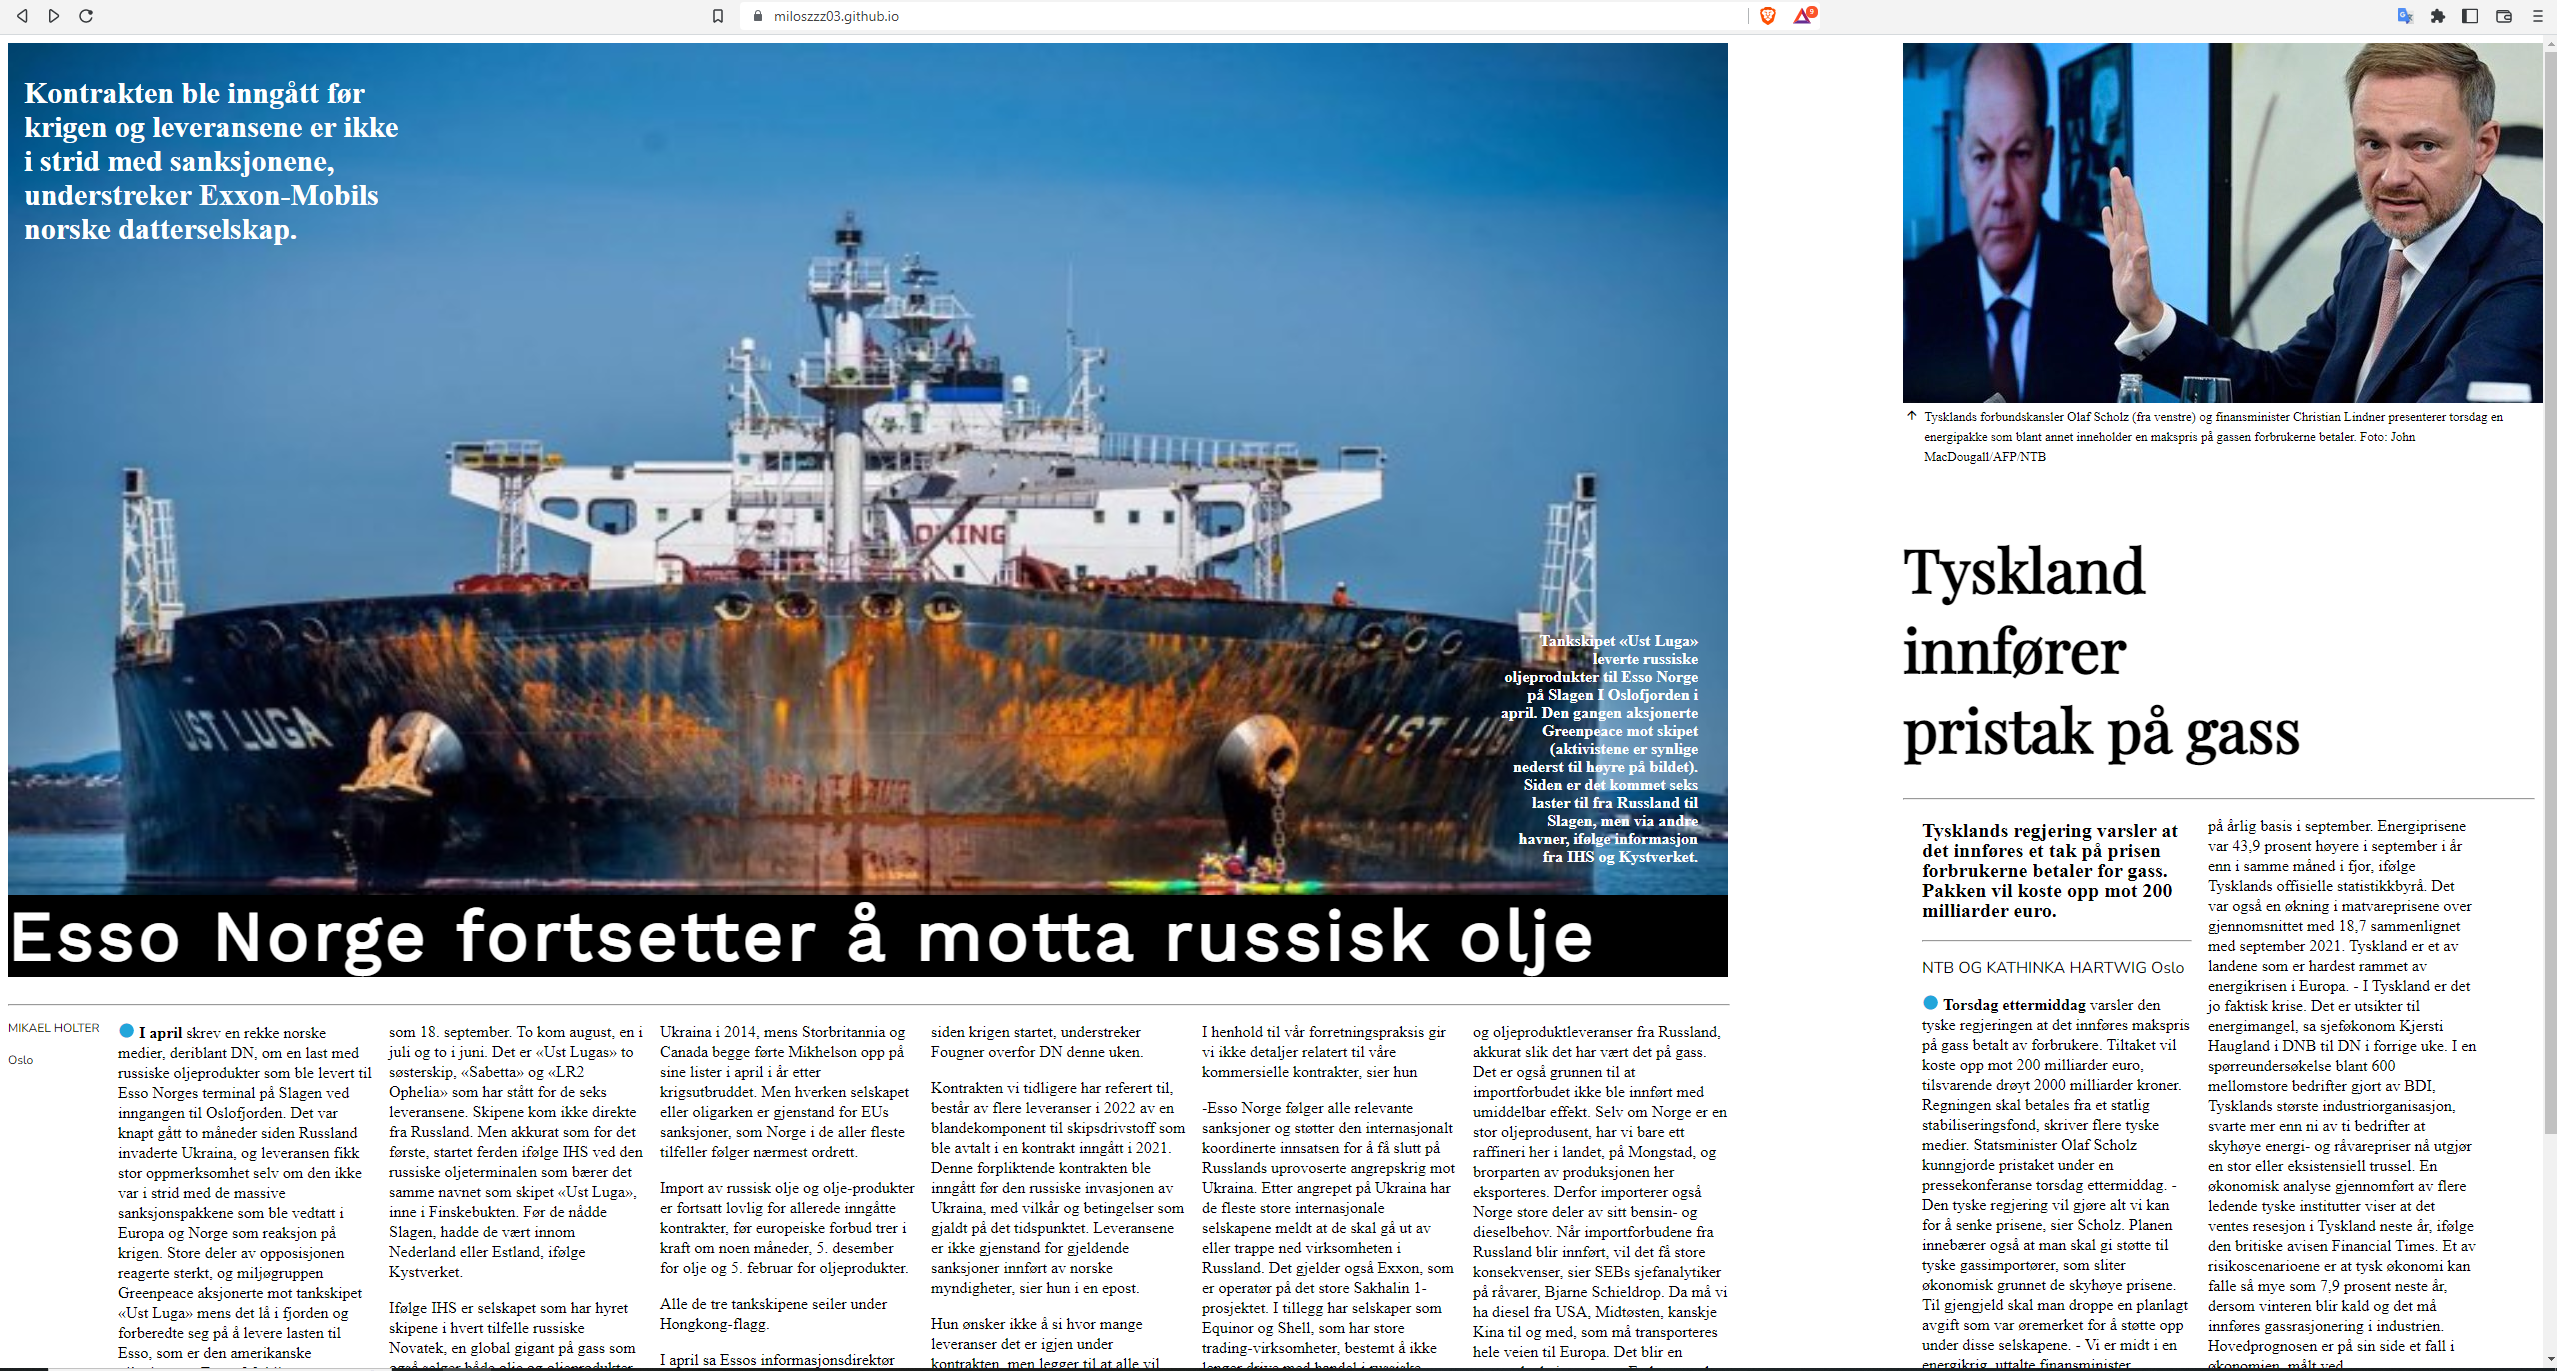 miloszzz03.github.io
9
Kontrakten ble inngått før
krigen og leveransene er ikke
i strid med sanksjonene,
understreker Exxon-Mobils
norske datterselskap.
UST LUGA
UST LUGA
Tankskipet «Ust Luga»
leverte russiske
oljeprodukter til Esso Norge
på Slagen I Oslofjorden i
april. Den gangen aksjonerte
Greenpeace mot skipet
(aktivistene er synlige
nederst til høyre på bildet).
Siden er det kommet seks
laster til fra Russland til
Slagen, men via andre
havner, ifølge informasjon
fra IHS og Kystverket.
Esso Norge fortsetter å motta russisk olje
MIKAEL HOLTER
Oslo
I april skrev en rekke norske
medier, deriblant DN, om en last med
russiske oljeprodukter som ble levert til
Esso Norges terminal på Slagen ved
inngangen til Oslofjorden. Det var
knapt gått to måneder siden Russland
invaderte Ukraina, og leveransen fikk
stor oppmerksomhet selv om den ikke
var i strid med de massive
sanksjonspakkene som ble vedtatt i
Europa og Norge som reaksjon på
krigen. Store deler av opposisjonen
reagerte sterkt, og miljøgruppen
Greenpeace aksjonerte mot tankskipet
«Ust Luga» mens det lå i fjorden og
forberedte seg på å levere lasten til
Esso, som er den amerikanske
som 18. september. To kom august, en i
juli og to i juni. Det er «Ust Lugas» to
søsterskip, «Sabetta» og «LR2
Ophelia» som har stått for de seks
leveransene. Skipene kom ikke direkte
fra Russland. Men akkurat som for det
første, startet ferden ifølge IHS ved den
russiske oljeterminalen som bærer det
samme navnet som skipet «Ust Luga»,
inne i Finskebukten. Før de nådde
Slagen, hadde de vært innom
Nederland eller Estland, ifølge
Kystverket.
Ifølge IHS er selskapet som har hyret
skipene i hvert tilfelle russiske
Novatek, en global gigant på gass som
også selger både olje og oljeprodukter
Ukraina i 2014, mens Storbritannia og
Canada begge førte Mikhelson opp på
sine lister i april i år etter
krigsutbruddet. Men hverken selskapet
eller oligarken er gjenstand for EUs
sanksjoner, som Norge i de aller fleste
tilfeller følger nærmest ordrett.
Import av russisk olje og olje-produkter
er fortsatt lovlig for allerede inngåtte
kontrakter, før europeiske forbud trer i
kraft om noen måneder, 5. desember
for olje og 5. februar for oljeprodukter.
Alle de tre tankskipene seiler under
Hongkong-flagg.
I april sa Essos informasjonsdirektør
siden krigen startet, understreker
Fougner overfor DN denne uken.
Kontrakten vi tidligere har referert til,
består av flere leveranser i 2022 av en
blandekomponent til skipsdrivstoff som
ble avtalt i en kontrakt inngått i 2021.
Denne forpliktende kontrakten ble
inngått før den russiske invasjonen av
Ukraina, med vilkår og betingelser som
gjaldt på det tidspunktet. Leveransene
er ikke gjenstand for gjeldende
sanksjoner innført av norske
myndigheter, sier hun i en epost.
Hun ønsker ikke å si hvor mange
leveranser det er igjen under
kontrakten, men legger til at alle vil
I henhold til vår forretningspraksis gir
vi ikke detaljer relatert til våre
kommersielle kontrakter, sier hun
-Esso Norge følger alle relevante
sanksjoner og støtter den internasjonalt
koordinerte innsatsen for å få slutt på
Russlands uprovoserte angrepskrig mot
Ukraina. Etter angrepet på Ukraina har
de fleste store internasjonale
selskapene meldt at de skal gå ut av
eller trappe ned virksomheten i
Russland. Det gjelder også Exxon, som
er operatør på det store Sakhalin 1-
prosjektet. I tillegg har selskaper som
Equinor og Shell, som har store
trading-virksomheter, bestemt å ikke
lenger drive med handel i russiske
og oljeproduktleveranser fra Russland,
akkurat slik det har vært det på gass.
Det er også grunnen til at
importforbudet ikke ble innført med
umiddelbar effekt. Selv om Norge er en
stor oljeprodusent, har vi bare ett
raffineri her i landet, på Mongstad, og
brorparten av produksjonen her
eksporteres. Derfor importerer også
Norge store deler av sitt bensin- og
dieselbehov. Når importforbudene fra
Russland blir innført, vil det få store
konsekvenser, sier SEBs sjefanalytiker
på råvarer, Bjarne Schieldrop. Da må vi
ha diesel fra USA, Midtøsten, kanskje
Kina til og med, som må transporteres
hele veien til Europa. Det blir en
Tysklands forbundskansler Olaf Scholz (fra venstre) og finansminister Christian Lindner presenterer torsdag en
energipakke som blant annet inneholder en makspris på gassen forbrukerne betaler. Foto: John
MacDougall/AFP/NTB
Tyskland
innfører
pristak på gass
Tysklands regjering varsler at
det innføres et tak på prisen
forbrukerne betaler for gass.
Pakken vil koste opp mot 200
milliarder euro.
NTB OG KATHINKA HARTWIG Oslo
Torsdag ettermiddag varsler den
tyske regjeringen at det innføres makspris
på gass betalt av forbrukere. Tiltaket vil
koste opp mot 200 milliarder euro,
tilsvarende drøyt 2000 milliarder kroner.
Regningen skal betales fra et statlig
stabiliseringsfond, skriver flere tyske
medier. Statsminister Olaf Scholz
kunngjorde pristaket under en
pressekonferanse torsdag ettermiddag. -
Den tyske regjering vil gjøre alt vi kan
for å senke prisene, sier Scholz. Planen
innebærer også at man skal gi støtte til
tyske gassimportører, som sliter
økonomisk grunnet de skyhøye prisene.
Til gjengjeld skal man droppe en planlagt
avgift som var øremerket for å støtte opp
under disse selskapene. - Vi er midt i en
energikrig, uttalte finansminister
på årlig basis i september. Energiprisene
var 43,9 prosent høyere i september i år
enn i samme måned i fjor, ifølge
Tysklands offisielle statistikkbyrå. Det
var også en økning i matvareprisene over
gjennomsnittet med 18,7 sammenlignet
med september 2021. Tyskland er et av
landene som er hardest rammet av
energikrisen i Europa. - I Tyskland er det
jo faktisk krise. Det er utsikter til
energimangel, sa sjeføkonom Kjersti
Haugland i DNB til DN i forrige uke. I en
spørreundersøkelse blant 600
mellomstore bedrifter gjort av BDI,
Tysklands største industriorganisasjon,
svarte mer enn ni av ti bedrifter at
skyhøye energi- og råvarepriser nå utgjør
en stor eller eksistensiell trussel. En
økonomisk analyse gjennomført av flere
ledende tyske institutter viser at det
ventes resesjon i Tyskland neste år, ifølge
den britiske avisen Financial Times. Et av
risikoscenarioene er at tysk økonomi kan
falle så mye som 7,9 prosent neste år,
dersom vinteren blir kald og det må
innføres gassrasjonering i industrien.
Hovedprognosen er på sin side et fall i
økonomien, målt ved